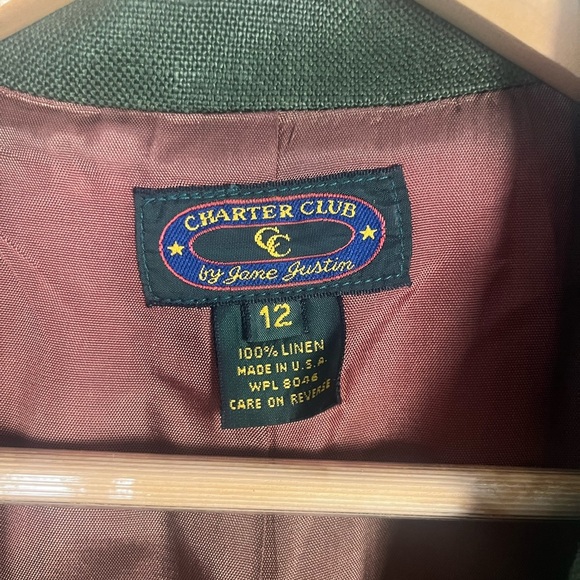 CHARTER CLUB
CC
by Jane Justin
12
100% LINEN
MADE IN U.S.A.
WPL 8046
CARE ON REVERSE